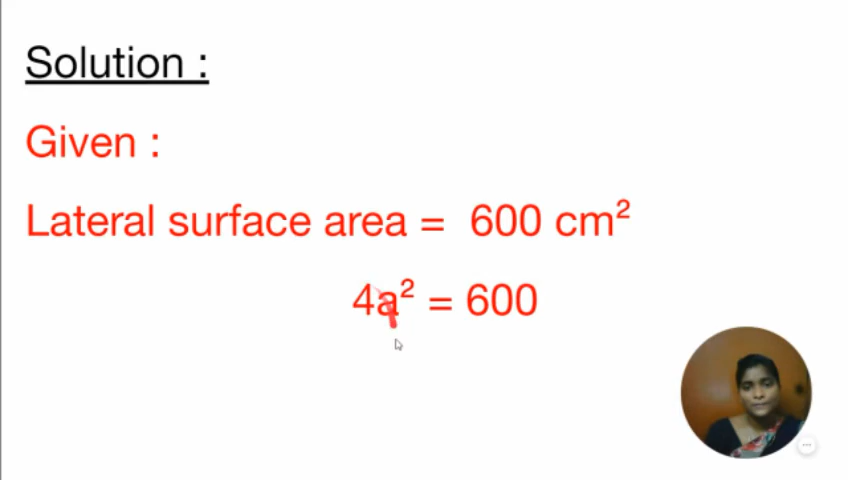 Solution :
Given :
Lateral surface area = 600 cm²
4a² = 600